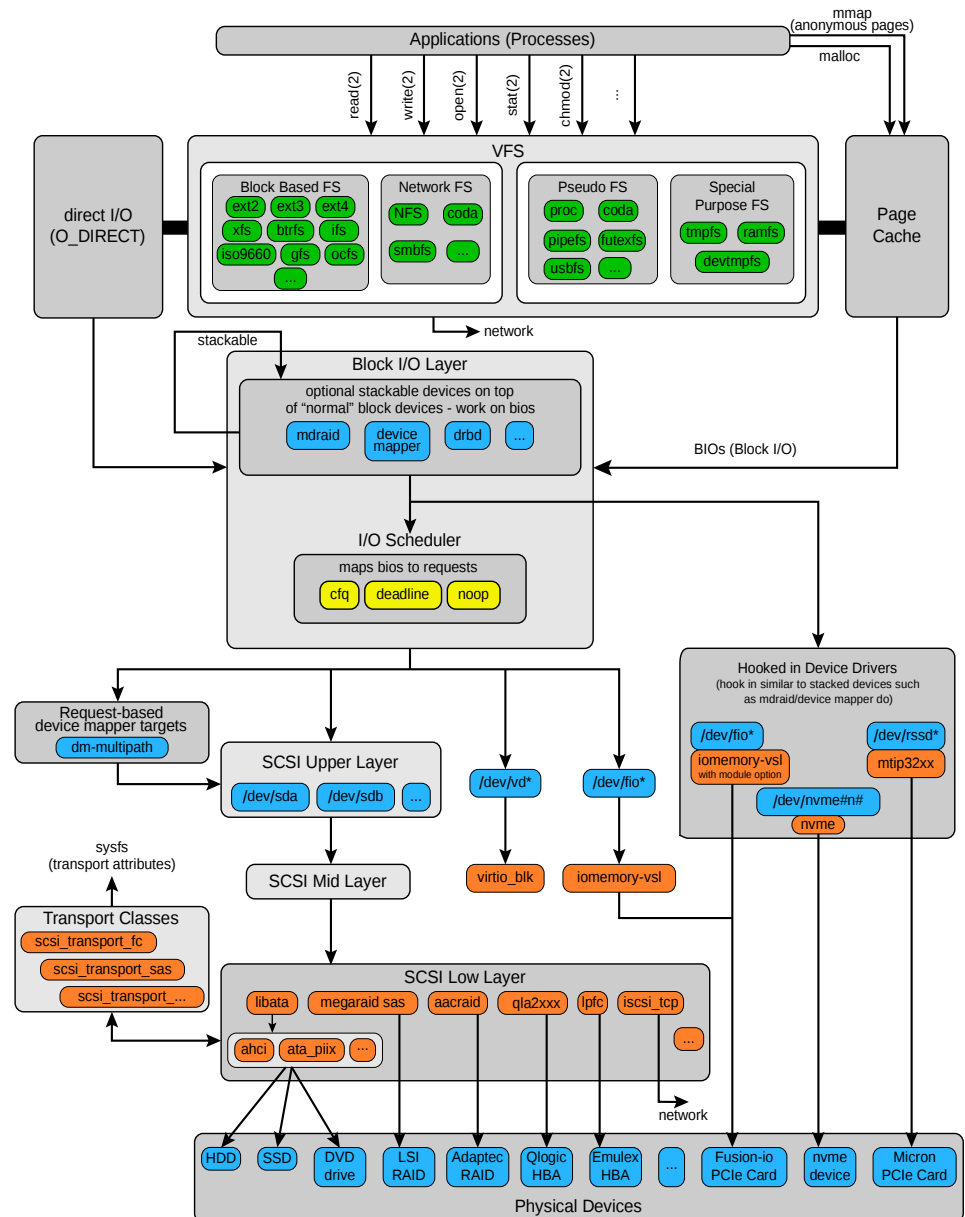 mmap
(anonymous pages)
Applications (Processes)
malloc
read(2)
write(2)
open(2)
stat(2)
chmod(2)
...
VFS
direct I/O
(O_DIRECT)
Block Based FS
ext2 ext3 ext4
xfs btrfs ifs
iso9660 gfs ocfs
...
Network FS
NFS coda
smbfs ...
Pseudo FS
proc coda
pipefs futexfs
usbfs ...
Special
Purpose FS
tmpfs ramfs
devtmpfs
Page
Cache
network
stackable
Block I/O Layer
optional stackable devices on top
of “normal” block devices - work on bios
mdraid device mapper drbd ...
BIOs (Block I/O)
I/O Scheduler
maps bios to requests
cfq deadline noop
Hooked in Device Drivers
(hook in similar to stacked devices such
as mdraid/device mapper do)
/dev/fio* /dev/rssd*
iomemory-vsl mtip32xx
with module option
/dev/nvme#n#
nvme
Request-based
device mapper targets
dm-multipath
SCSI Upper Layer
/dev/sda /dev/sdb ...
/dev/vd* /dev/fio*
sysfs
(transport attributes)
SCSI Mid Layer
virtio_blk iomemory-vsl
Transport Classes
scsi_transport_fc
scsi_transport_sas
scsi_transport_...
SCSI Low Layer
libata megaraid sas aacraid qla2xxx lpfc iscsi_tcp
...
ahci ata_piix ...
network
HDD
SSD
DVD
drive
LSI
RAID
Adaptec
RAID
Qlogic
HBA
Emulex
HBA
...
Fusion-io
PCIe Card
nvme
device
Micron
PCIe Card
Physical Devices